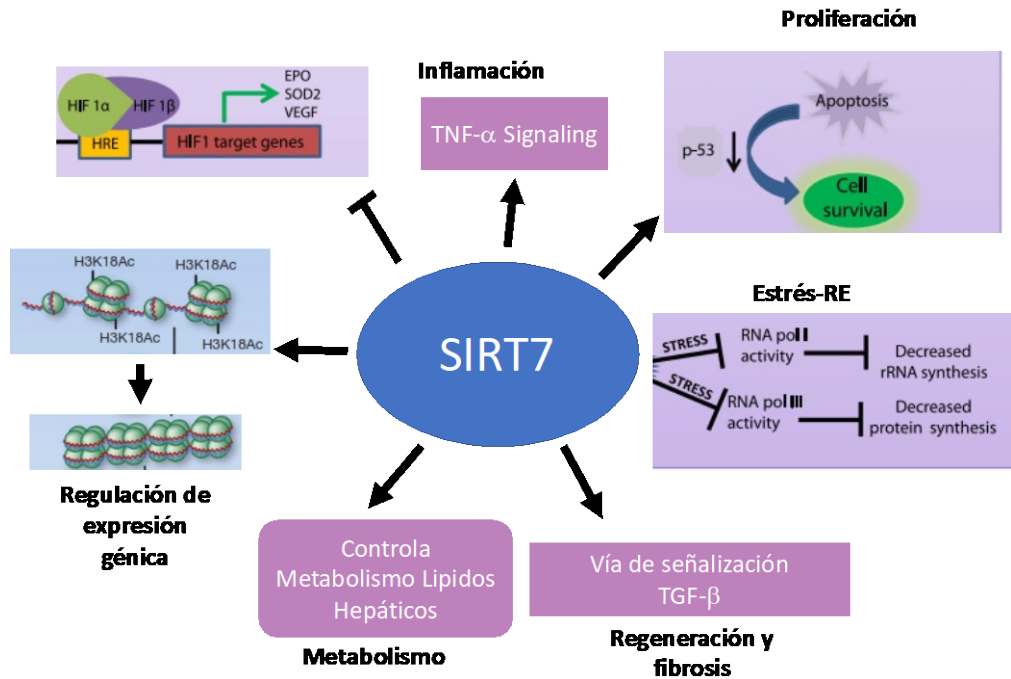 Proliferación
Apoptosis
p-53
Cell
survival
Inflamación
TNF-α Signaling
EPO
SOD2
VEGF
HIF 1α
HIF 1β
HRE
HIF1 target genes
H3K18Ac
H3K18Ac
H3K18Ac
H3K18Ac
Regulación de
expresión
génica
SIRT7
Estrés-RE
STRESS
RNA pol II
activity
Decreased
rRNA synthesis
STRESS
RNA pol III
activity
Decreased
protein synthesis
Controla
Metabolismo Lipidos
Hepáticos
Metabolismo
Vía de señalización
TGF-β
Regeneración y
fibrosis